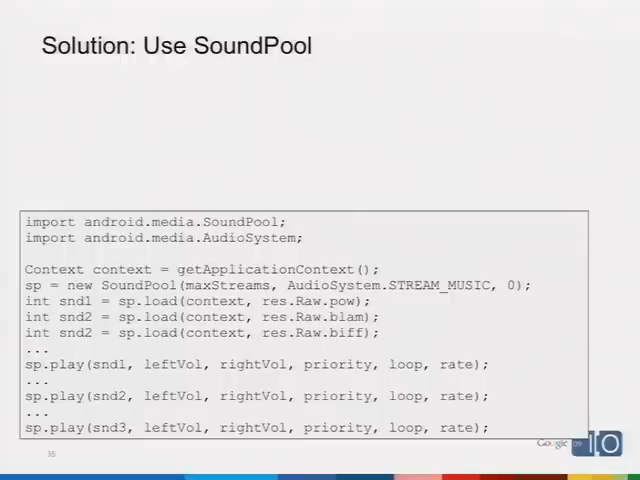 Solution: Use SoundPool
import android.media.SoundPool;
import android.media.AudioSystem;
Context context = getApplicationContext();
sp = new SoundPool(maxStreams, AudioSystem.STREAM_MUSIC, 0);
int snd1 = sp.load(context, res.Raw.pow);
int snd2 = sp.load(context, res.Raw.blam);
int snd2 = sp.load(context, res.Raw.biff);
...
sp.play(snd1, leftVol, rightVol, priority, loop, rate);
...
sp.play(snd2, leftVol, rightVol, priority, loop, rate);
...
sp.play(snd3, leftVol, rightVol, priority, loop, rate);
Google IO
35